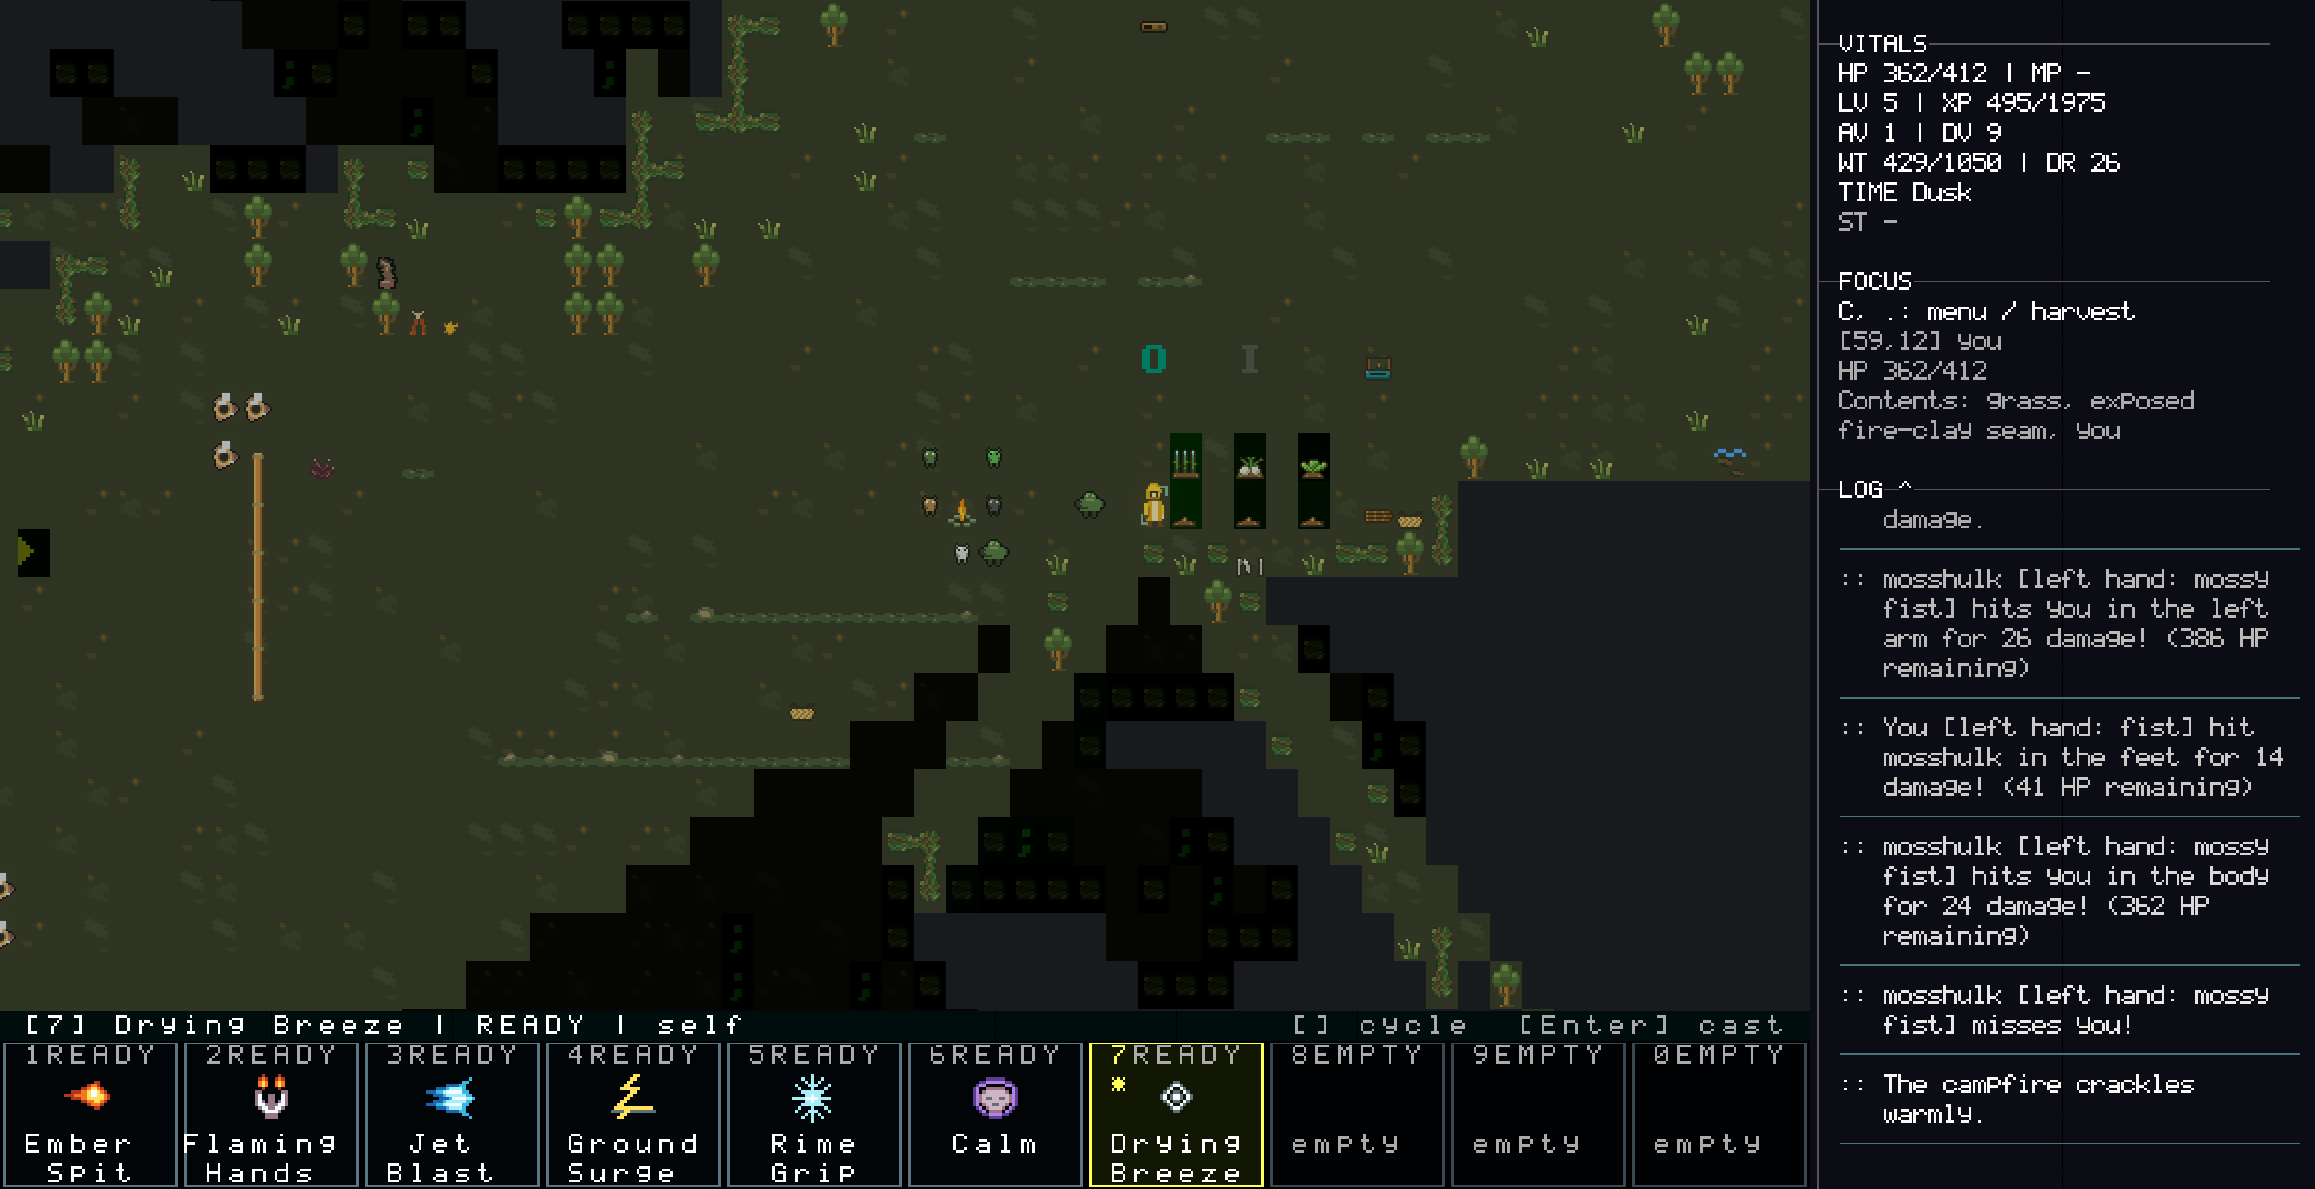 O I
VITALS
HP 362/412 | MP -
LV 5 | XP 495/1975
AV 1 | DV 9
WT 429/1050 | DR 26
TIME Dusk
ST -
FOCUS
C, .: menu / harvest
[59,12] you
HP 362/412
Contents: grass, exposed
fire-clay seam, you
LOG ^
damage.
:: mosshulk [left hand: mossy
fist] hits you in the left
arm for 26 damage! (386 HP
remaining)
:: You [left hand: fist] hit
mosshulk in the feet for 14
damage! (41 HP remaining)
:: mosshulk [left hand: mossy
fist] hits you in the body
for 24 damage! (362 HP
remaining)
:: mosshulk [left hand: mossy
fist] misses you!
:: The campfire crackles
warmly.
[7] Drying Breeze | READY | self
[] cycle [Enter] cast
1READY
Ember
Spit
2READY
Flaming
Hands
3READY
Jet
Blast
4READY
Ground
Surge
5READY
Rime
Grip
6READY
Calm
7READY
Drying
Breeze
8EMPTY
empty
9EMPTY
empty
0EMPTY
empty